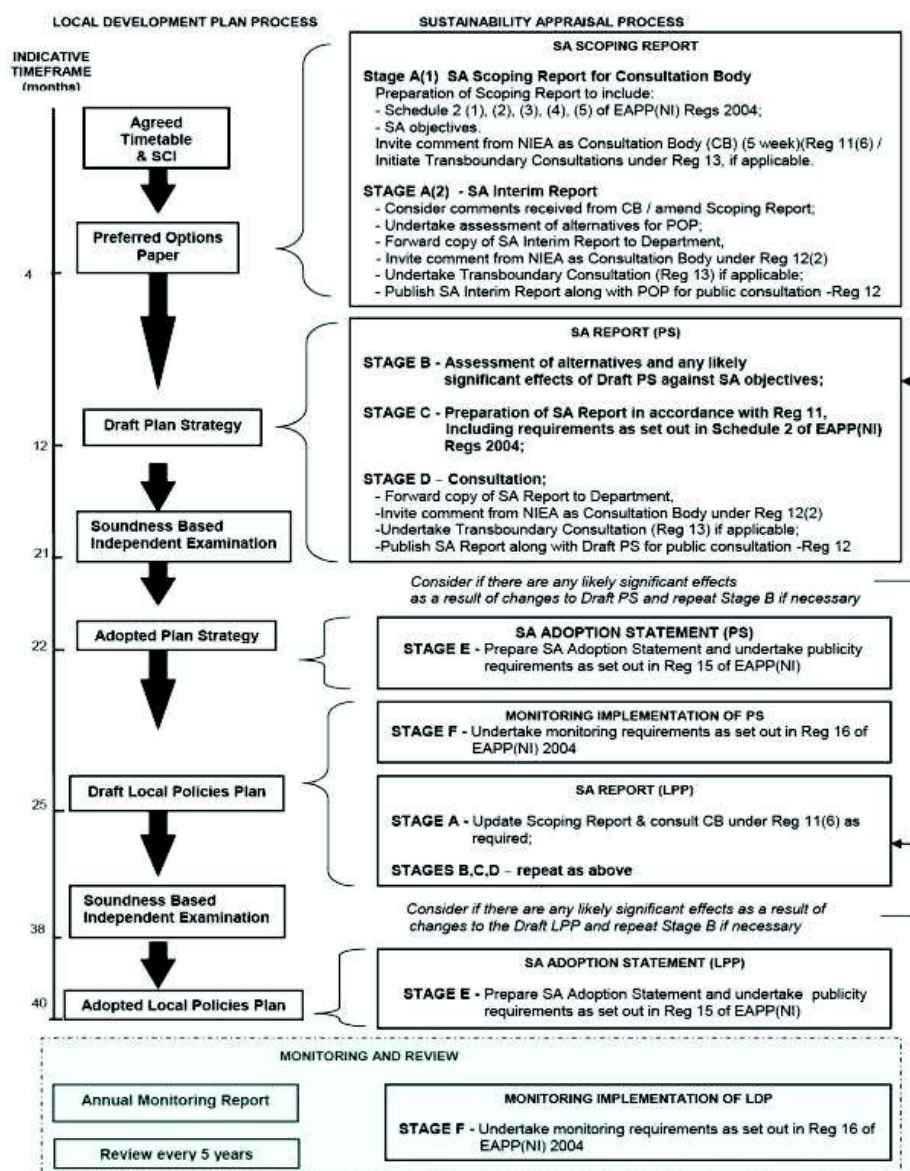 LOCAL DEVELOPMENT PLAN PROCESS
SUSTAINABILITY APPRAISAL PROCESS
INDICATIVE
TIMEFRAME
(months)
Agreed
Timetable
& SCI
Preferred Options
Paper
4
Draft Plan Strategy
12
Soundness Based
Independent Examination
21
Adopted Plan Strategy
22
Draft Local Policies Plan
25
Soundness Based
Independent Examination
38
Adopted Local Policies Plan
40
SA SCOPING REPORT
Stage A(1) SA Scoping Report for Consultation Body
Preparation of Scoping Report to include:
- Schedule 2 (1), (2), (3), (4), (5) of EAPP(NI) Regs 2004;
- SA objectives.
Invite comment from NIEA as Consultation Body (CB) (5 week)(Reg 11(6) /
Initiate Transboundary Consultations under Reg 13, if applicable.
STAGE A(2) - SA Interim Report
- Consider comments received from CB / amend Scoping Report;
- Undertake assessment of alternatives for POP;
- Forward copy of SA Interim Report to Department,
- Invite comment from NIEA as Consultation Body under Reg 12(2)
- Undertake Transboundary Consultation (Reg 13) if applicable;
- Publish SA Interim Report along with POP for public consultation -Reg 12
SA REPORT (PS)
STAGE B - Assessment of alternatives and any likely
significant effects of Draft PS against SA objectives;
STAGE C - Preparation of SA Report in accordance with Reg 11,
Including requirements as set out in Schedule 2 of EAPP(NI)
Regs 2004;
STAGE D – Consultation;
- Forward copy of SA Report to Department,
-Invite comment from NIEA as Consultation Body under Reg 12(2)
-Undertake Transboundary Consultation (Reg 13) if applicable;
-Publish SA Report along with Draft PS for public consultation -Reg 12
Consider if there are any likely significant effects
as a result of changes to Draft PS and repeat Stage B if necessary
SA ADOPTION STATEMENT (PS)
STAGE E - Prepare SA Adoption Statement and undertake publicity
requirements as set out in Reg 15 of EAPP(NI)
MONITORING IMPLEMENTATION OF PS
STAGE F - Undertake monitoring requirements as set out in Reg 16 of
EAPP(NI) 2004
SA REPORT (LPP)
STAGE A - Update Scoping Report & consult CB under Reg 11(6) as
required;
STAGES B,C,D – repeat as above
Consider if there are any likely significant effects as a result of
changes to the Draft LPP and repeat Stage B if necessary
SA ADOPTION STATEMENT (LPP)
STAGE E - Prepare SA Adoption Statement and undertake publicity
requirements as set out in Reg 15 of EAPP(NI)
MONITORING AND REVIEW
Annual Monitoring Report
Review every 5 years
MONITORING IMPLEMENTATION OF LDP
STAGE F - Undertake monitoring requirements as set out in Reg 16 of
EAPP(NI) 2004